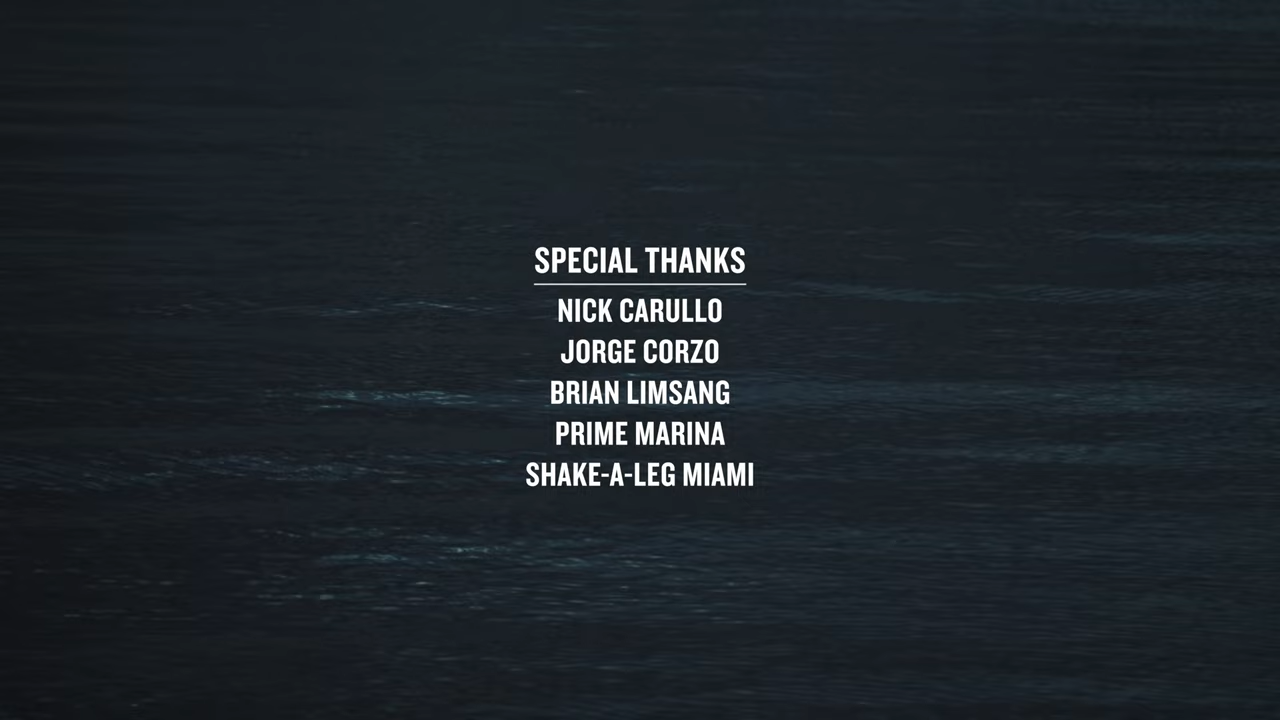 SPECIAL THANKS
NICK CARULLO
JORGE CORZO
BRIAN LIMSANG
PRIME MARINA
SHAKE-A-LEG MIAMI